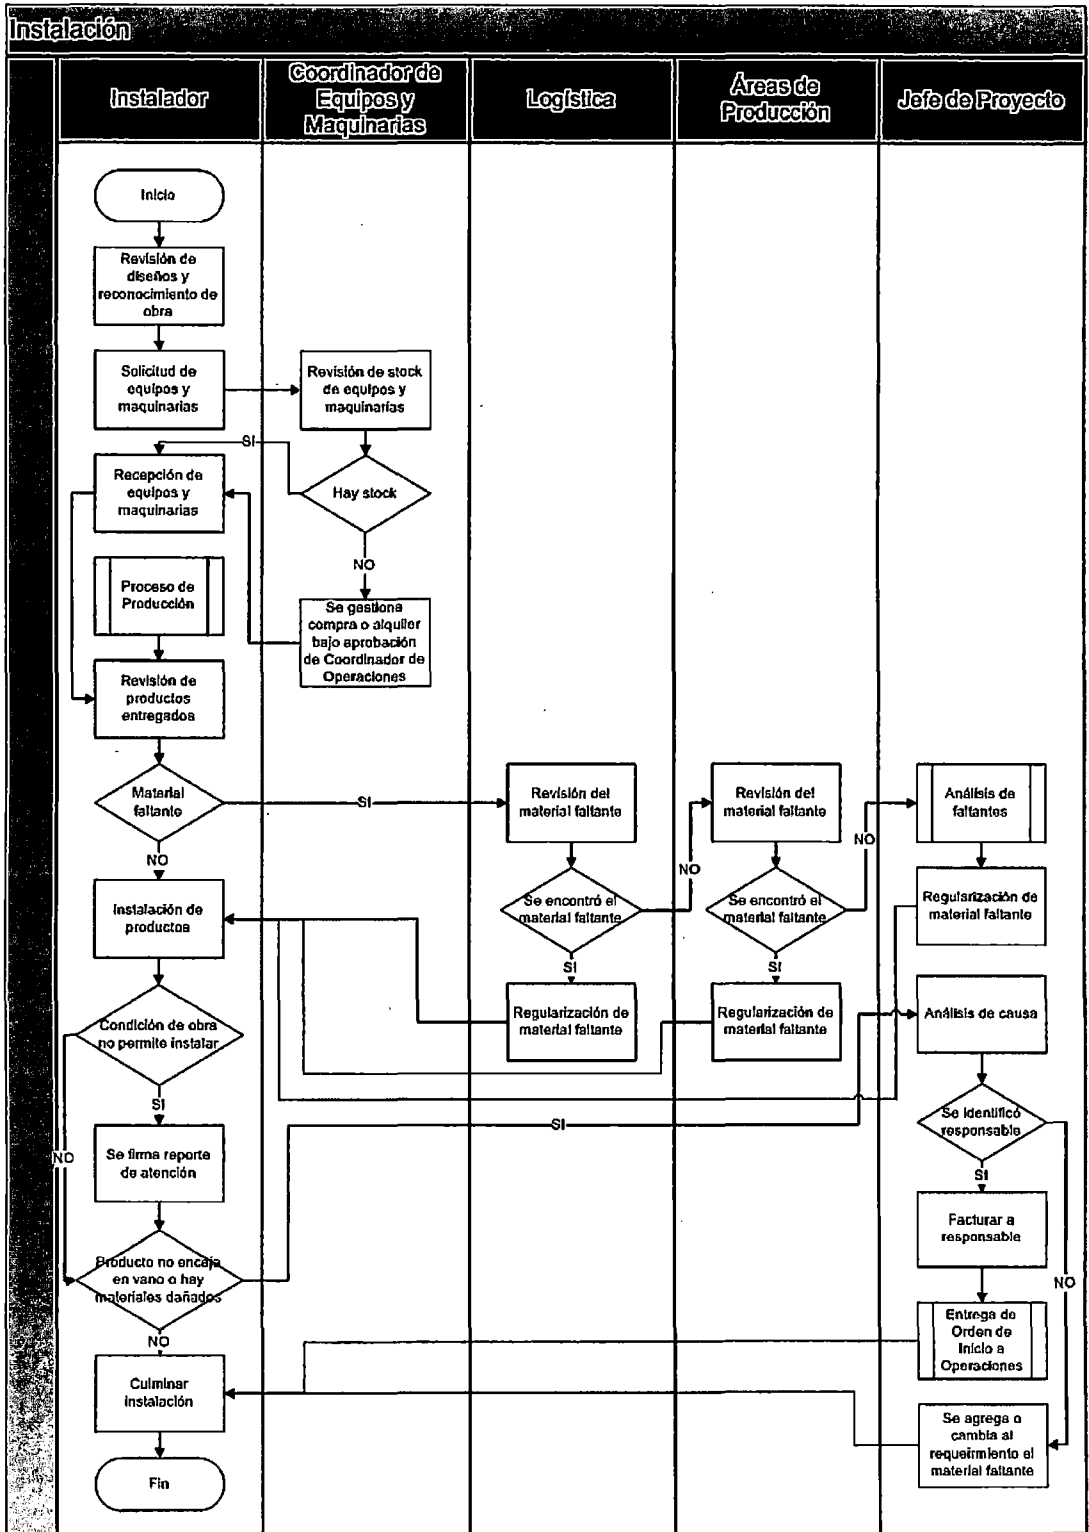 Instalación
Instalador
Coordinador de
Equipos y
Maquinarias
Logística
Áreas de
Producción
Jefe de Proyecto
Inicio
Revisión de
diseños y
reconocimiento de
obra
Solicitud de
equipos y
maquinarias
Revisión de stock
de equipos y
maquinarias
SI
Recepción de
equipos y
maquinarias
Hay stock
NO
Proceso de
Producción
Se gestiona
compra o alquiler
bajo aprobación
de Coordinador de
Operaciones
Revisión de
productos
entregados
Material
faltante
SI
Revisión del
material faltante
Revisión del
material faltante
Análisis de
faltantes
NO
NO
NO
Instalación de
productos
Se encontró el
material faltante
Se encontró el
material faltante
Regularización de
material faltante
SI
SI
Regularización de
material faltante
Regularización de
material faltante
Análisis de causa
Condición de obra
no permite instalar
SI
Se identificó
responsable
SI
NO
Se firma reporte
de atención
SI
Facturar a
responsable
NO
Producto no encaja
en vano o hay
materiales dañados
NO
Entrega de
Orden de
Inicio a
Operaciones
Culminar
instalación
Se agrega o
cambia al
requeirmiento el
material faltante
Fin